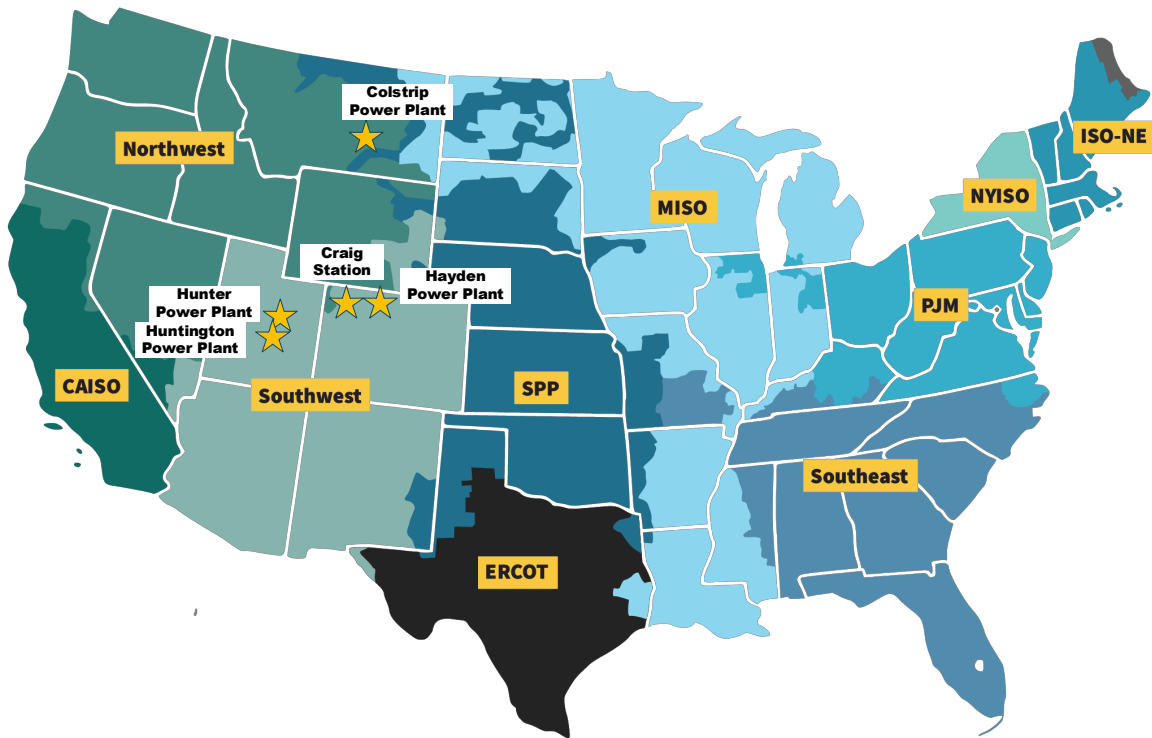 Colstrip
Power Plant
Northwest
ISO-NE
NYISO
MISO
Craig
Station
Hayden
Power Plant
Hunter
Power Plant
Huntington
Power Plant
PJM
CAISO
Southwest
SPP
Southeast
ERCOT